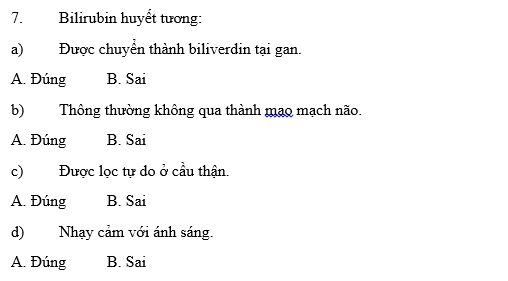 7. Bilirubin huyết tương:
a) Được chuyển thành biliverdin tại gan.
A. Đúng B. Sai
b) Thông thường không qua thành mao mạch não.
A. Đúng B. Sai
c) Được lọc tự do ở cầu thận.
A. Đúng B. Sai
d) Nhạy cảm với ánh sáng.
A. Đúng B. Sai